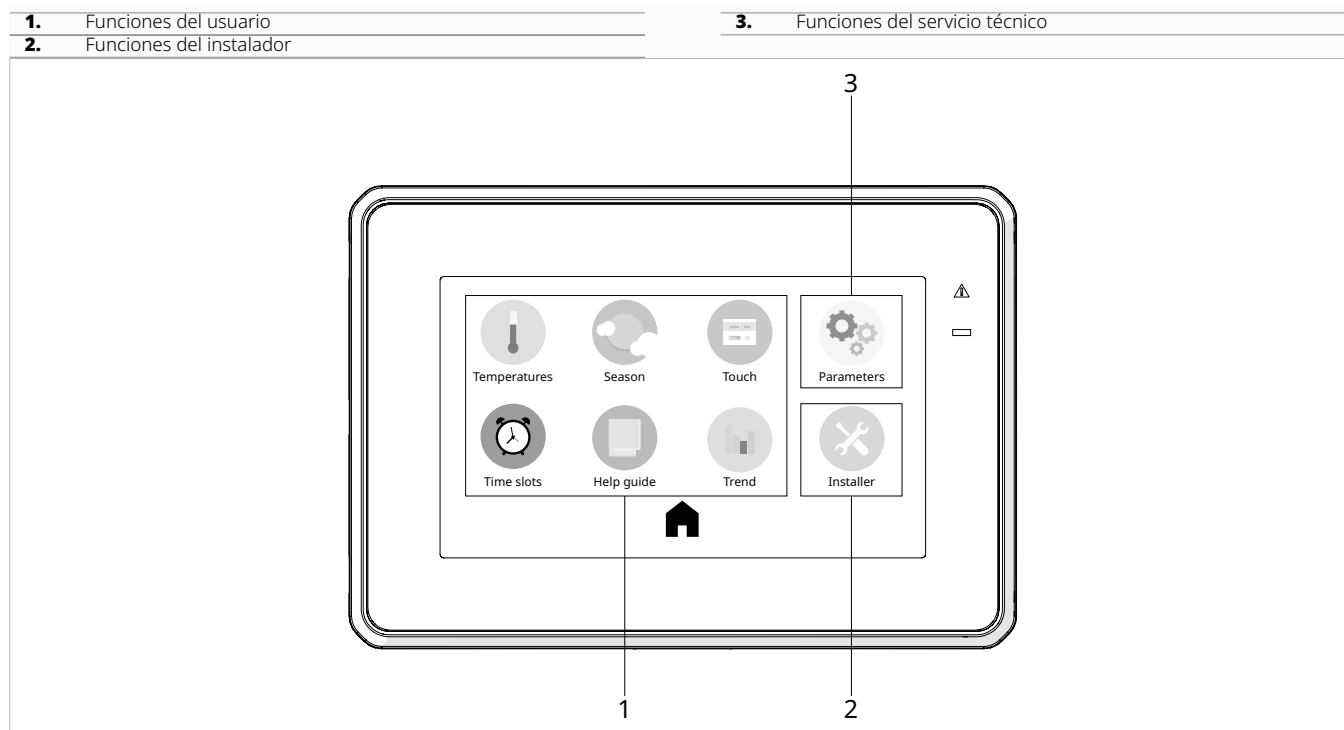 1. Funciones del usuario
2. Funciones del instalador
3. Funciones del servicio técnico
3
Temperatures Season Touch Parameters
Time slots Help guide Trend Installer
1 2